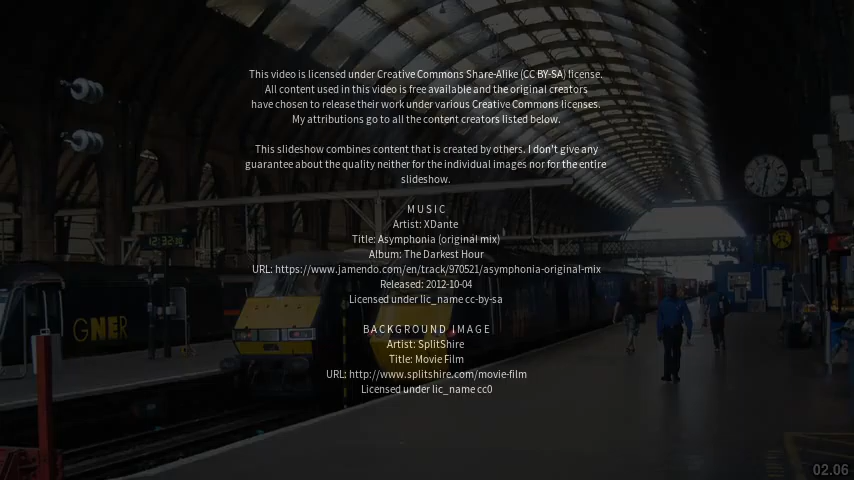 This video is licensed under Creative Commons Share-Alike (CC BY-SA) license.
All content used in this video is free available and the original creators
have chosen to release their work under various Creative Commons licenses.
My attributions go to all the content creators listed below.
This slideshow combines content that is created by others. I don't give any
guarantee about the quality neither for the individual images nor for the entire
slideshow.
MUSIC
Artist: XDante
Title: Asymphonia (original mix)
Album: The Darkest Hour
URL: https://www.jamendo.com/en/track/970521/asymphonia-original-mix
Released: 2012-10-04
Licensed under lic_name cc-by-sa
BACKGROUND IMAGE
Artist: SplitShire
Title: Movie Film
URL: http://www.splitshire.com/movie-film
Licensed under lic_name cc0
GNER
02.06